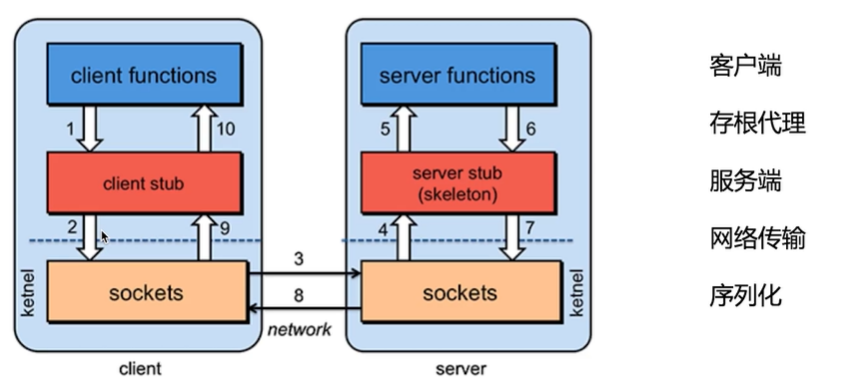 client functions
server functions
1
10
5
6
client stub
server stub
(skeleton)
2
9
4
7
3
ketnel
sockets
8
sockets
ketnel
network
client
server
客户端
存根代理
服务端
网络传输
序列化